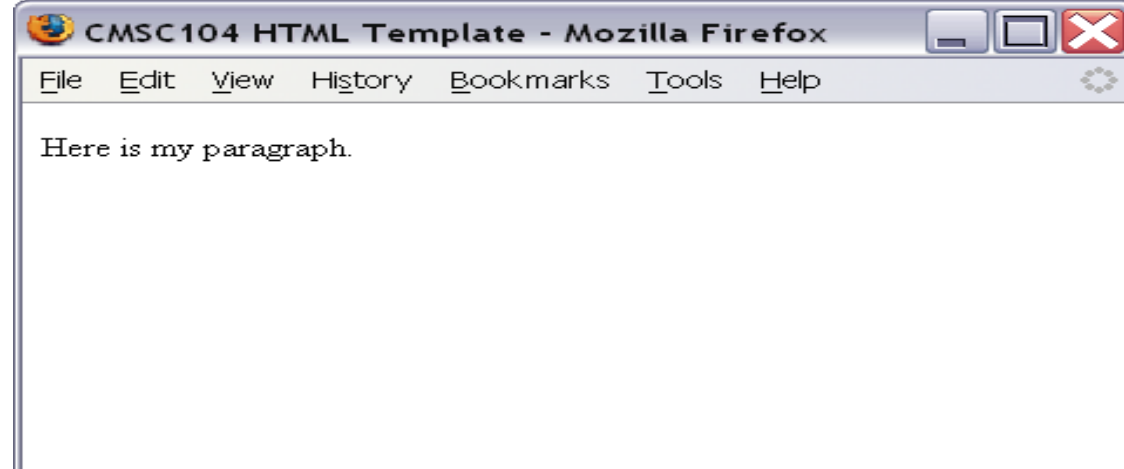 CMSC104 HTML Template - Mozilla Firefox
File Edit View History Bookmarks Tools Help
Here is my paragraph.